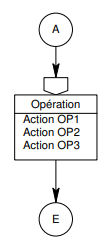 A
Opération
Action OP1
Action OP2
Action OP3
E